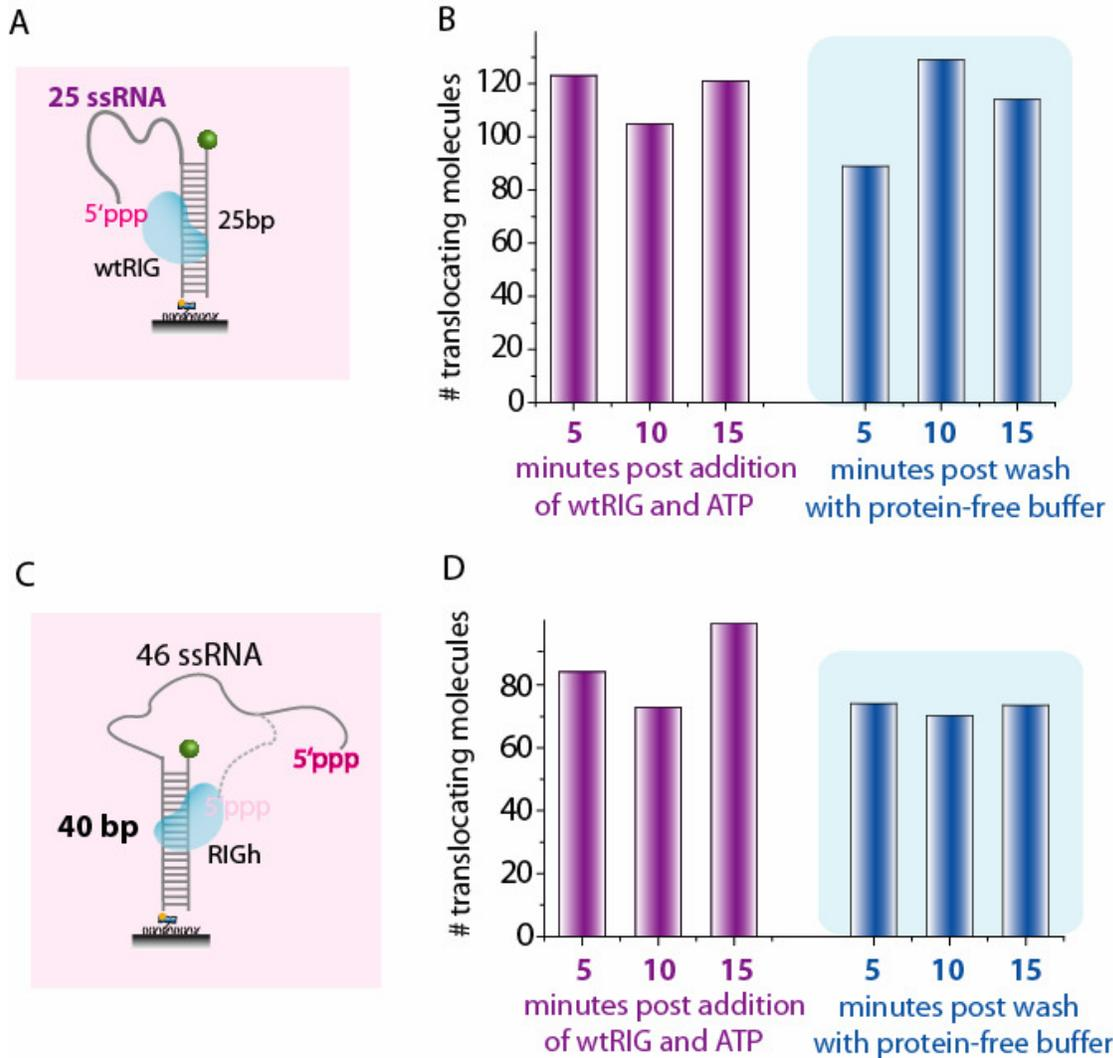 A
25 ssRNA
5'ppp
25bp
wtRIG
B
# translocating molecules
120
100
80
60
40
20
0
5 10 15
minutes post addition
of wtRIG and ATP
5 10 15
minutes post wash
with protein-free buffer
C
46 ssRNA
5'ppp
5'ppp
40 bp
RIGh
D
# translocating molecules
80
60
40
20
0
5 10 15
minutes post addition
of wtRIG and ATP
5 10 15
minutes post wash
with protein-free buffer